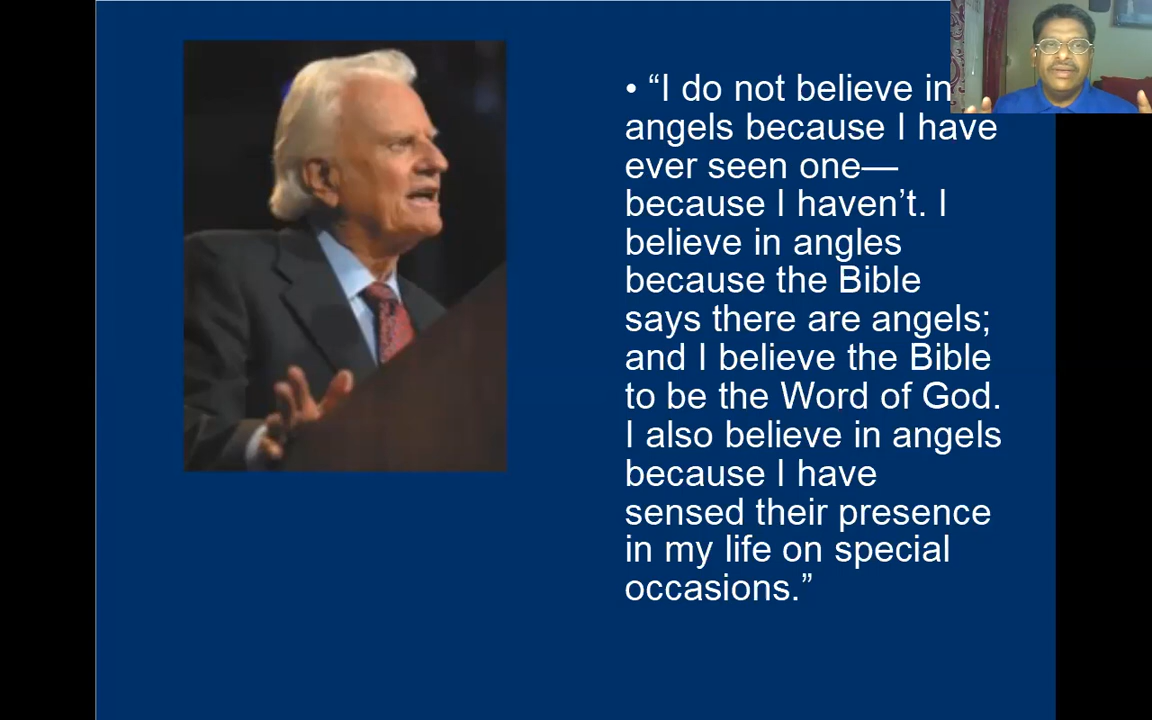 • “I do not believe in
angels because I have
ever seen one—
because I haven’t. I
believe in angles
because the Bible
says there are angels;
and I believe the Bible
to be the Word of God.
I also believe in angels
because I have
sensed their presence
in my life on special
occasions.”